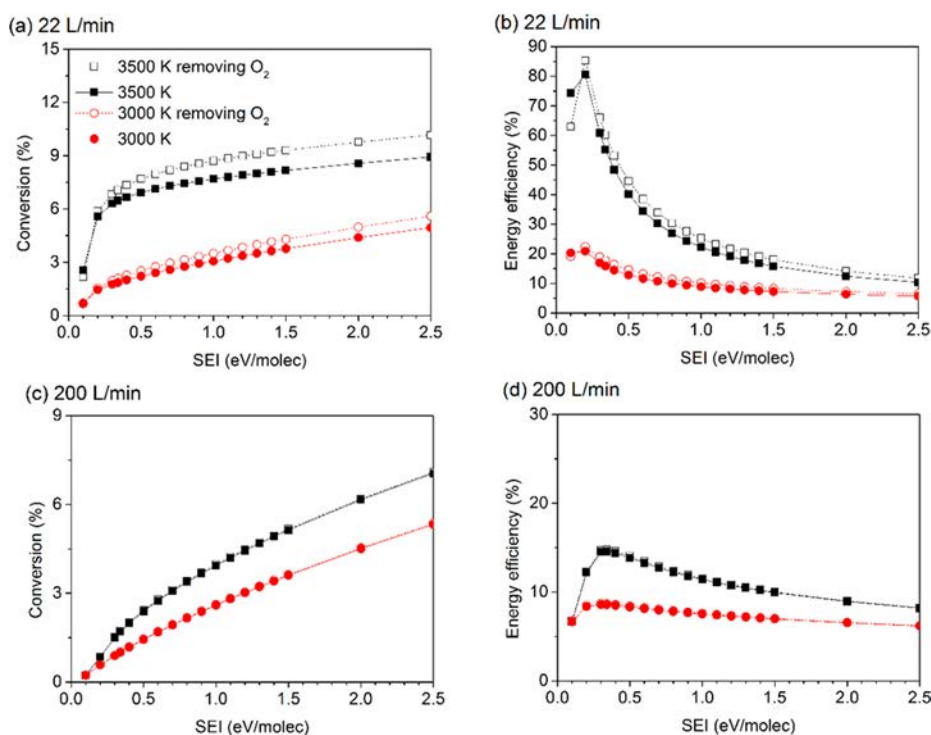 (a) 22 L/min
15
12
9
6
3
0
Conversion (%)
3500 K removing O₂
3500 K
3000 K removing O₂
3000 K
0.0 0.5 1.0 1.5 2.0 2.5
SEI (eV/molec)
(b) 22 L/min
90
80
70
60
50
40
30
20
10
0
Energy efficiency (%)
0.0 0.5 1.0 1.5 2.0 2.5
SEI (eV/molec)
(c) 200 L/min
9
6
3
0
Conversion (%)
0.0 0.5 1.0 1.5 2.0 2.5
SEI (eV/molec)
(d) 200 L/min
30
20
10
0
Energy efficiency (%)
0.0 0.5 1.0 1.5 2.0 2.5
SEI (eV/molec)